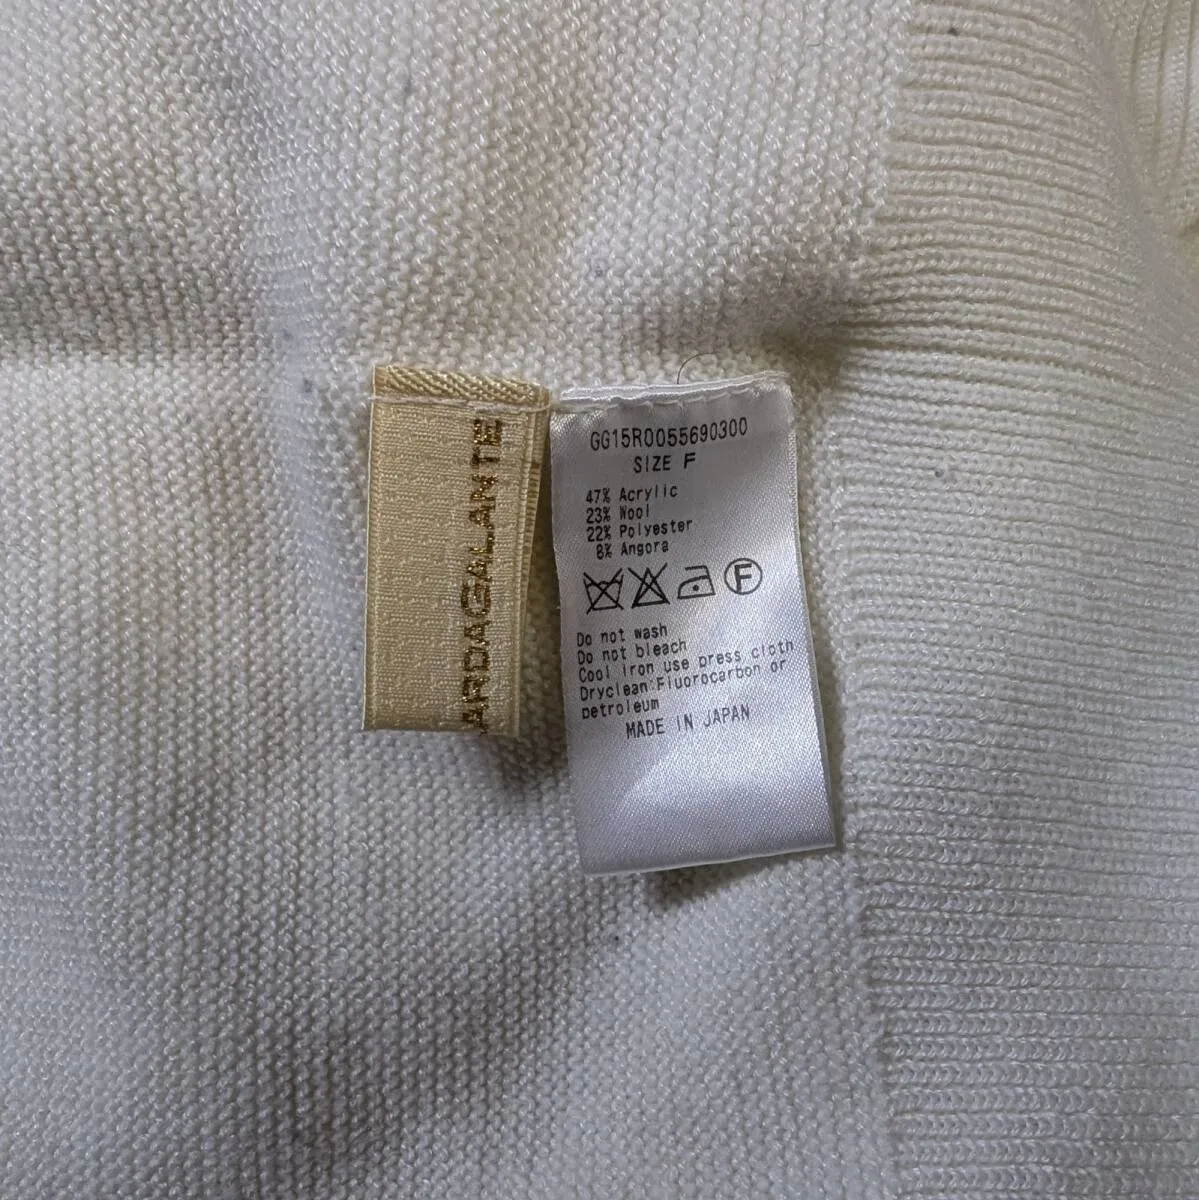 ARDAGALANTE
GG15R0055690300
SIZE F
47% Acrylic
23% Wool
22% Polyester
8% Angora
F
Do not wash
Do not bleach
Cool iron use press cloth
Dryclean:Fluorocarbon or
petroleum
MADE IN JAPAN